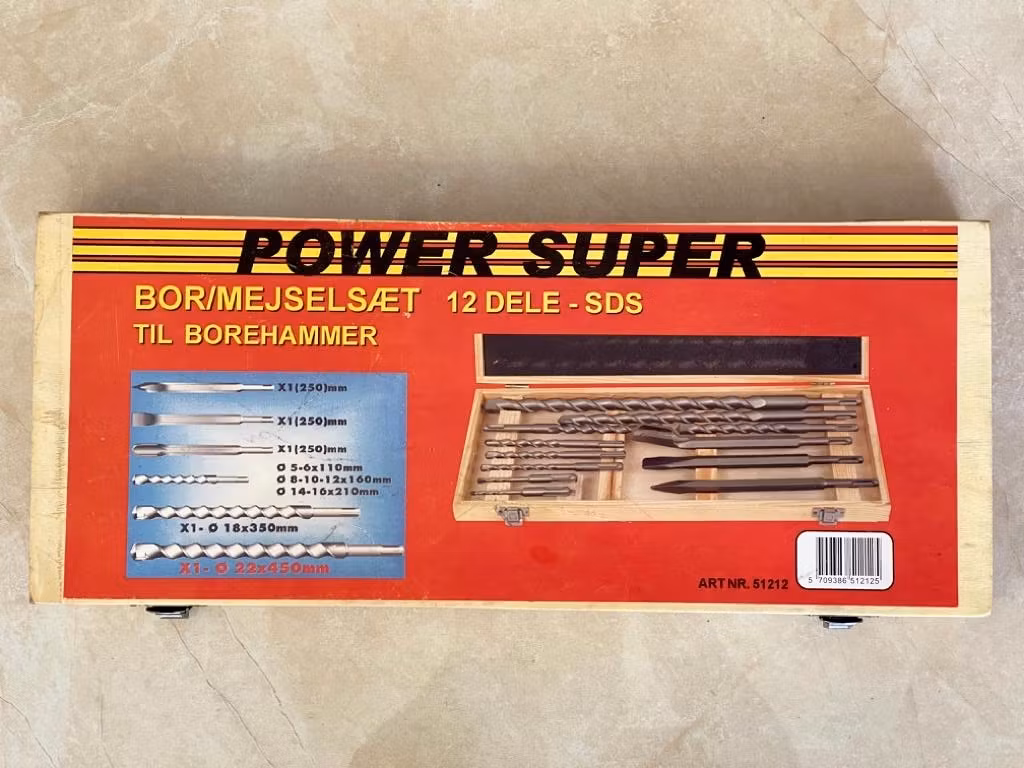 POWER SUPER
BOR/MEJSELSÆT 12 DELE - SDS
TIL BOREHAMMER
X1(250)mm
X1(250)mm
X1(250)mm
Ø 5-6x110mm
Ø 8-10-12x160mm
Ø 14-16x210mm
X1- Ø 18x350mm
X1- Ø 22x450mm
ART NR. 51212
5 709386 512125